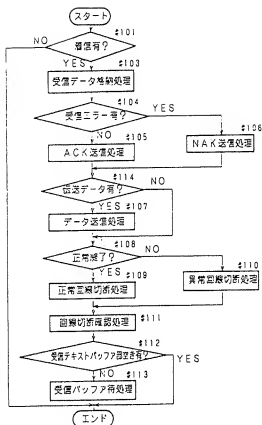 スタート
#101
着信有?
NO
YES
#103
受信データ格納処理
#104
受信エラー有?
YES
NO
#105
#106
ACK送信処理
NAK送信処理
#114
伝送データ有?
NO
YES #107
データ送信処理
#108
正常終了?
NO
YES
#109
#110
正常回線切断処理
異常回線切断処理
回線切断確認処理
#111
#112
受信テキストバッファ面空き有?
YES
NO
#113
受信バッファ待処理
エンド